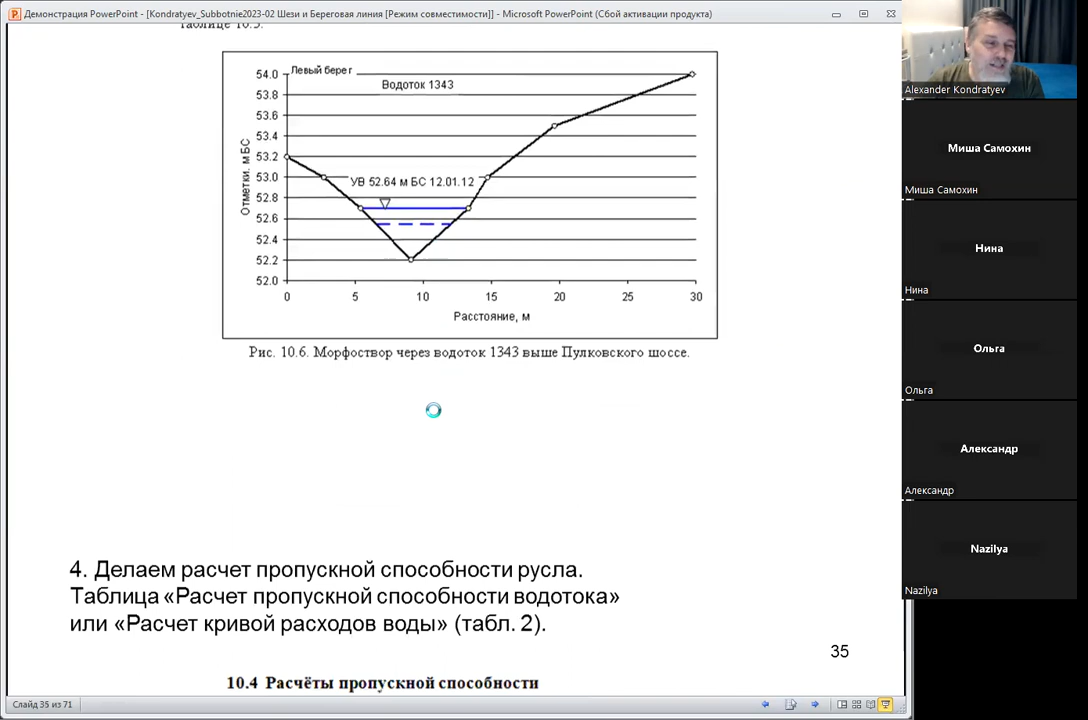 Демонстрация PowerPoint - [Kondratyev_Subbotnie2023-02 Шези и Береговая линия [Режим совместимости]] - Microsoft PowerPoint (Сбой активации продукта)
таблице 10.3.
54.0
53.8
53.6
53.4
53.2
53.0
52.8
52.6
52.4
52.2
52.0
Отметки. м БС
Левый берег
Водоток 1343
УВ 52.64 м БС 12.01.12
0 5 10 15 20 25 30
Расстояние, м
Рис. 10.6. Морфоствор через водоток 1343 выше Пулковского шоссе.
4. Делаем расчет пропускной способности русла.
Таблица «Расчет пропускной способности водотока»
или «Расчет кривой расходов воды» (табл. 2).
35
10.4 Расчёты пропускной способности
Слайд 35 из 71
Alexander Kondratyev
Миша Самохин
Миша Самохин
Нина
Нина
Ольга
Ольга
Александр
Александр
Nazilya
Nazilya